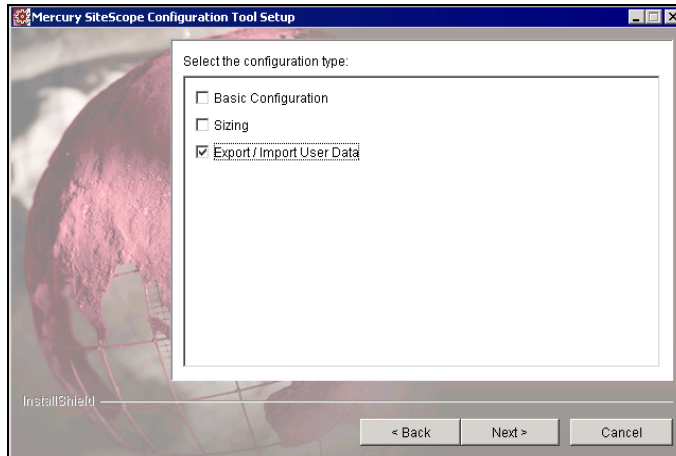 Mercury SiteScope Configuration Tool Setup
Select the configuration type:
Basic Configuration
Sizing
Export / Import User Data
InstallShield
< Back
Next >
Cancel